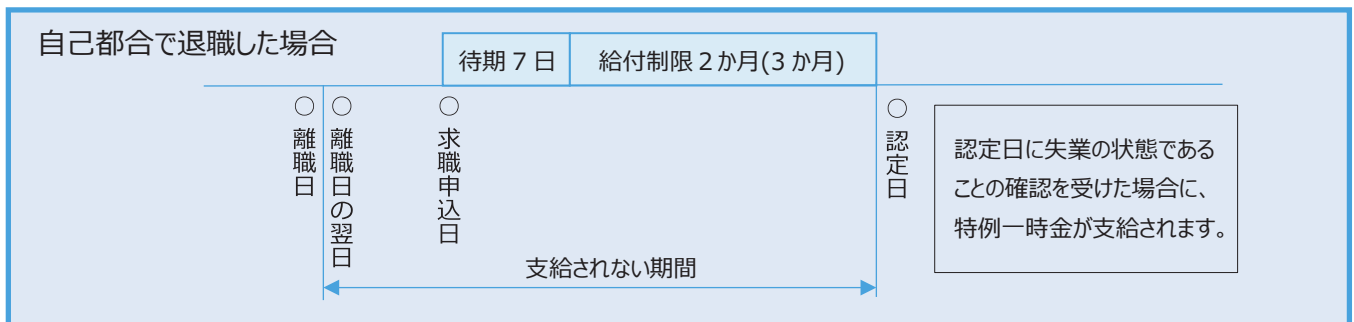 自己都合で退職した場合
待期7日
給付制限2か月(3か月)
○離職日
○離職日の翌日
○求職申込日
○認定日
認定日に失業の状態である
ことの確認を受けた場合に、
特例一時金が支給されます。
支給されない期間